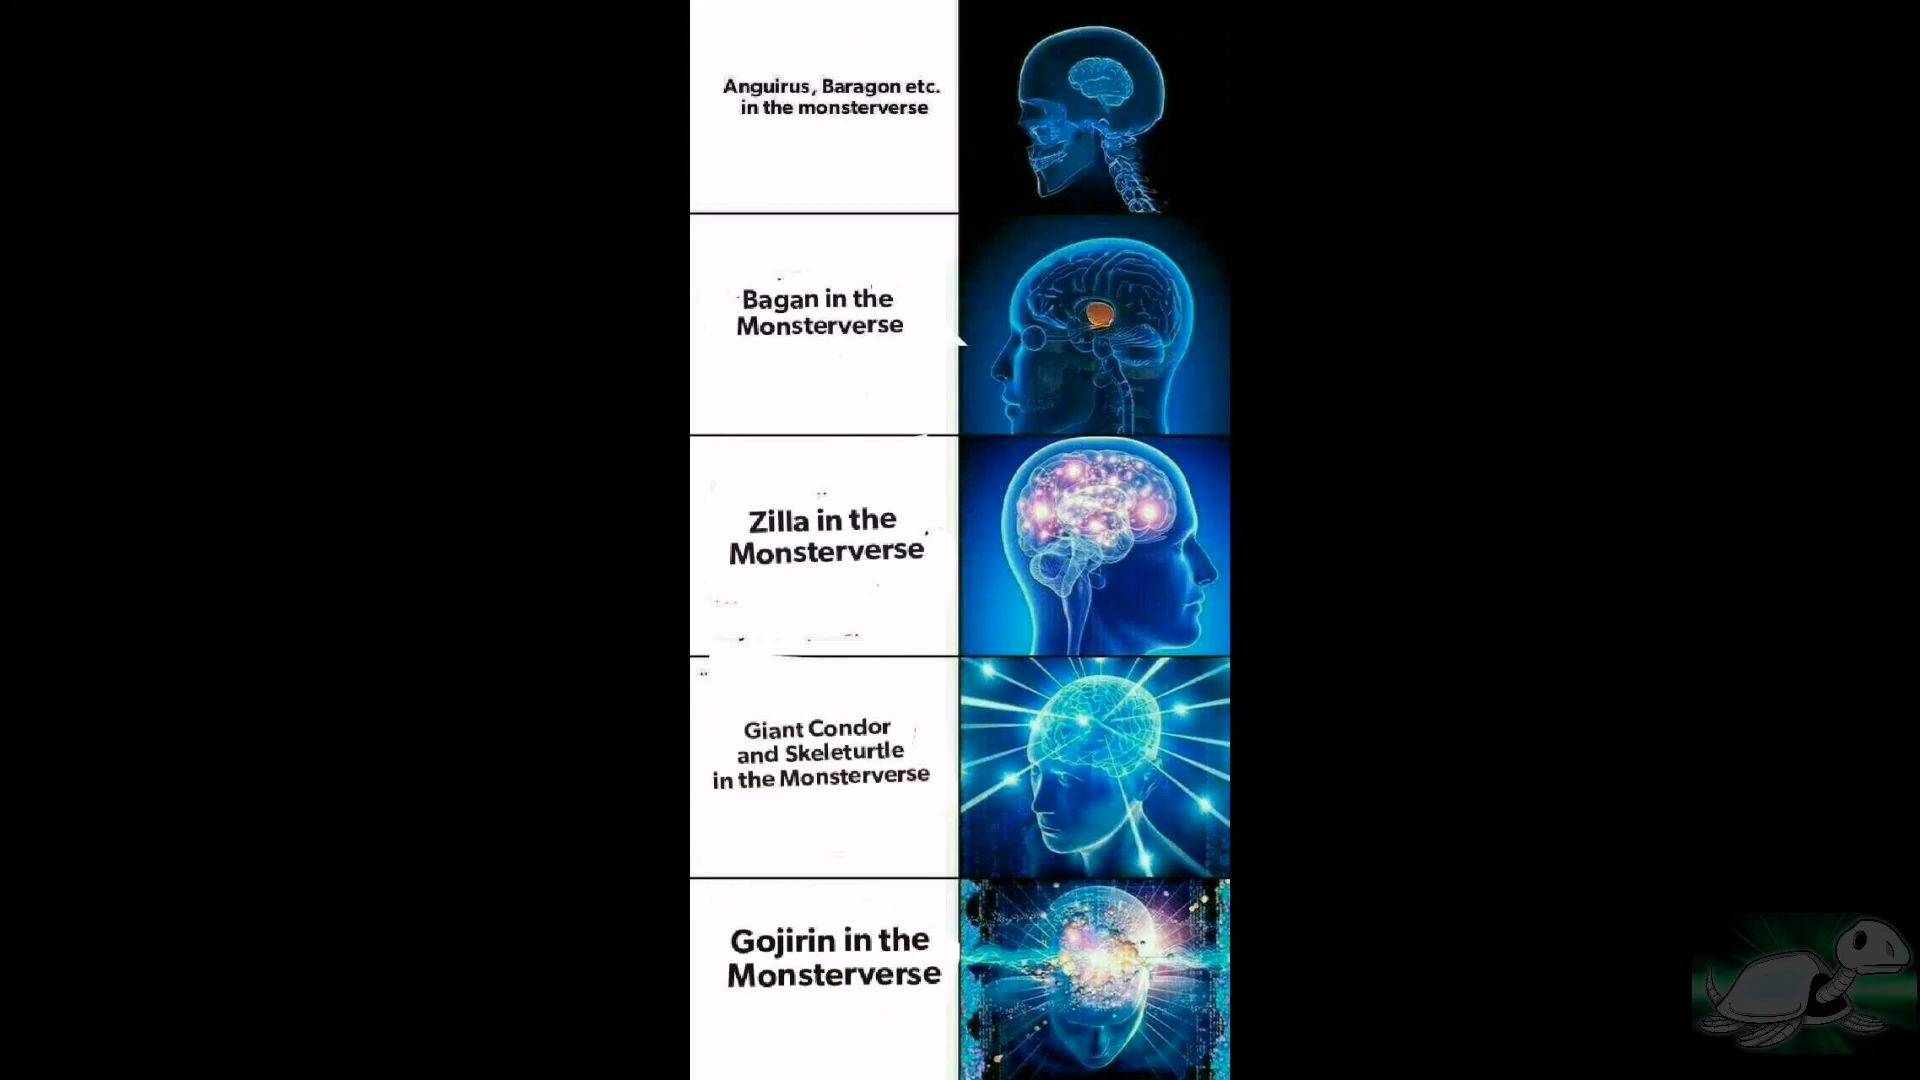 Anguirus, Baragon etc.
in the monsterverse
Bagan in the
Monsterverse
Zilla in the
Monsterverse
Giant Condor
and Skeleturtle
in the Monsterverse
Gojirin in the
Monsterverse